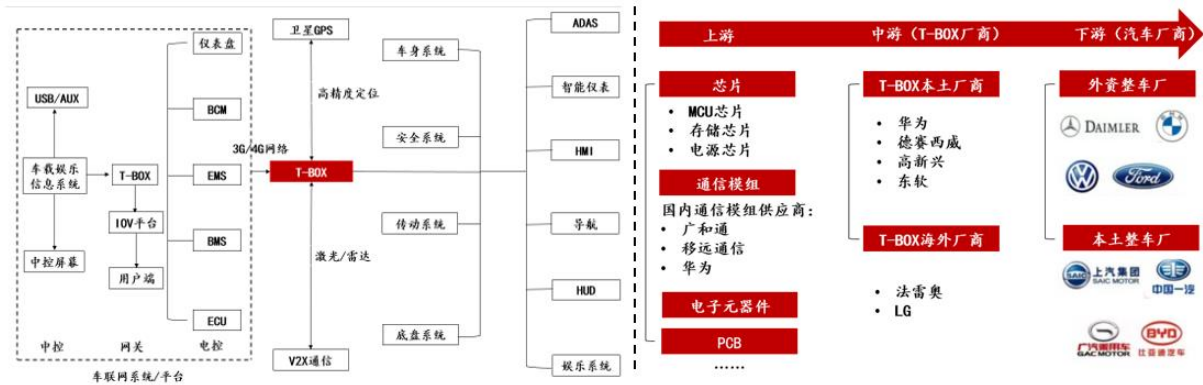 仪表盘
USB/AUX
BCM
车载娱乐
信息系统
T-BOX
EMS
IOV平台
中控屏幕
BMS
用户端
ECU
中控
网关
电控
车联网系统/平台
卫星GPS
高精度定位
3G/4G网络
T-BOX
激光/雷达
V2X通信
车身系统
安全系统
传动系统
底盘系统
ADAS
智能仪表
HMI
导航
HUD
娱乐系统
上游
中游（T-BOX厂商）
下游（汽车厂商）
芯片
• MCU芯片
• 存储芯片
• 电源芯片
通信模组
国内通信模组供应商：
• 广和通
• 移远通信
• 华为
电子元器件
PCB
……
T-BOX本土厂商
• 华为
• 德赛西威
• 高新兴
• 东软
T-BOX海外厂商
• 法雷奥
• LG
外资整车厂
DAIMLER
Ford
本土整车厂
SAIC
上汽集团
SAIC MOTOR
中国一汽
广汽乘用车
GAC MOTOR
BYD
比亚迪汽车